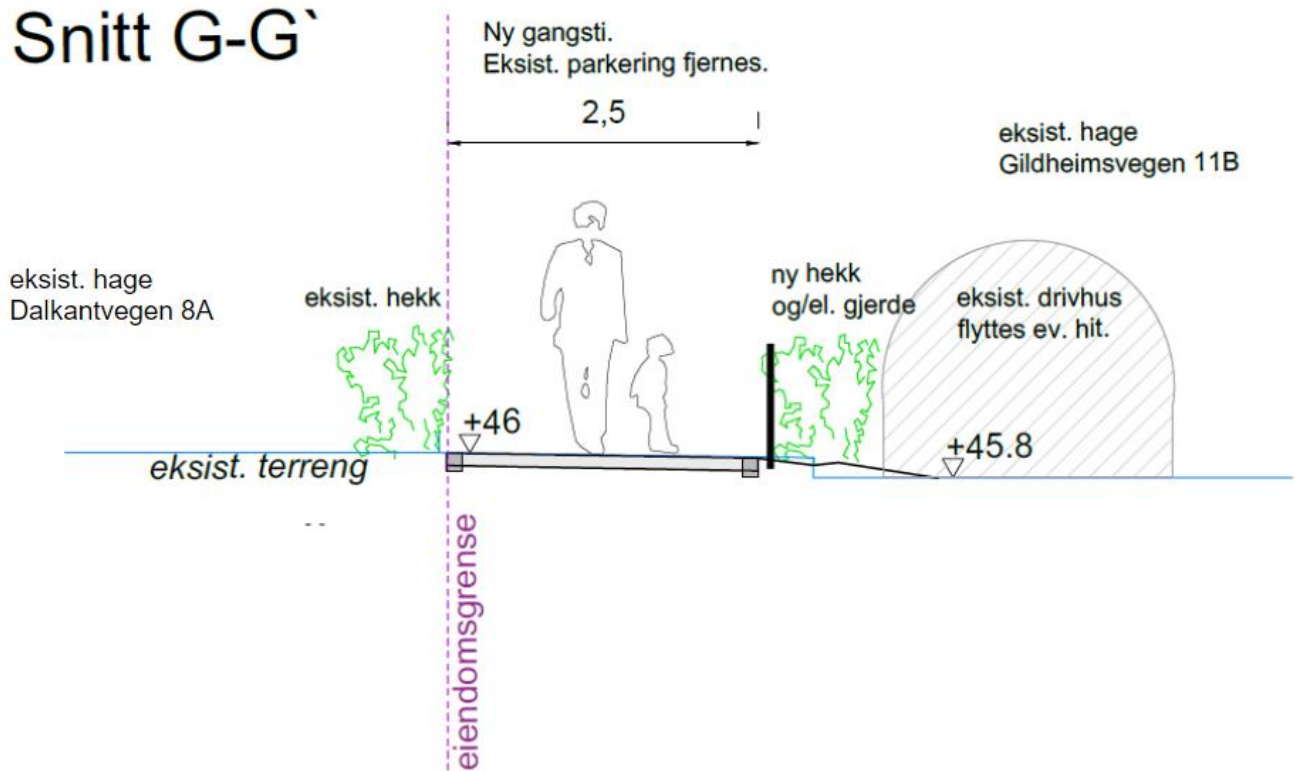 Snitt G-G`
Ny gangsti.
Eksist. parkering fjernes.
2,5
eksist. hage
Gildheimsvegen 11B
eksist. hage
Dalkantvegen 8A
eksist. hekk
ny hekk
og/el. gjerde
eksist. drivhus
flyttes ev. hit.
+46
+45.8
eksist. terreng
- -
eiendomsgrense